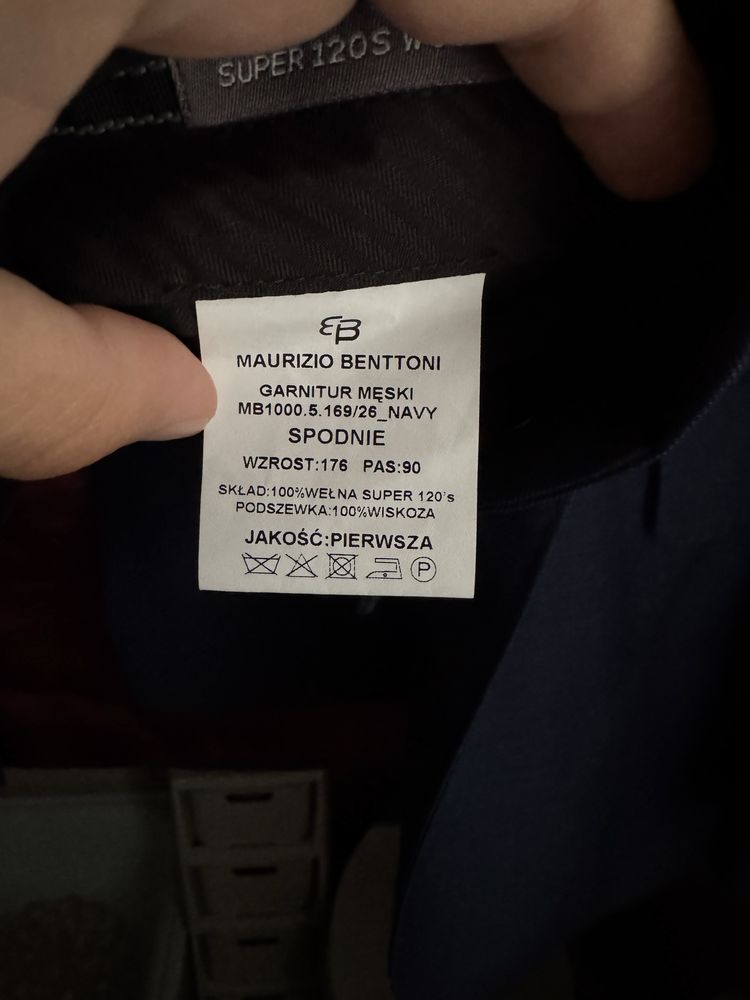 SUPER 120S
MAURIZIO BENTTONI
GARNITUR MĘSKI
MB1000.5.169/26_NAVY
SPODNIE
WZROST:176 PAS:90
SKŁAD:100%WEŁNA SUPER 120's
PODSZEWKA:100%WISKOZA
JAKOŚĆ:PIERWSZA
P